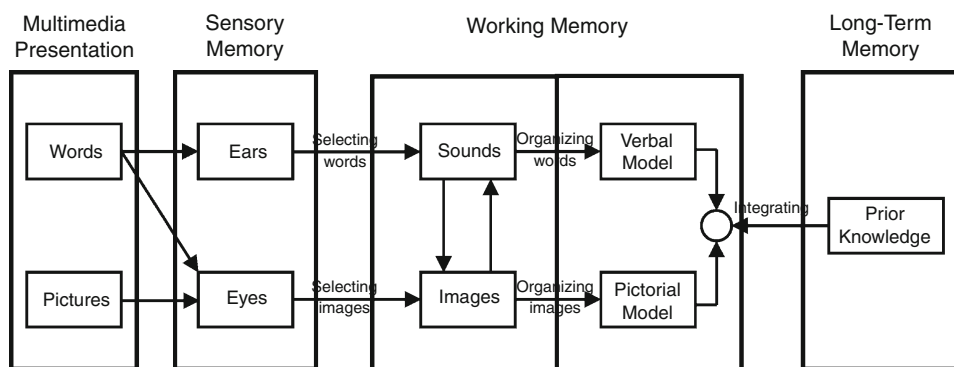 Multimedia
Presentation
Sensory
Memory
Working Memory
Long-Term
Memory
Words
Ears
Selecting
words
Sounds
Organizing
words
Verbal
Model
Integrating
Prior
Knowledge
Pictures
Eyes
Selecting
images
Images
Organizing
images
Pictorial
Model